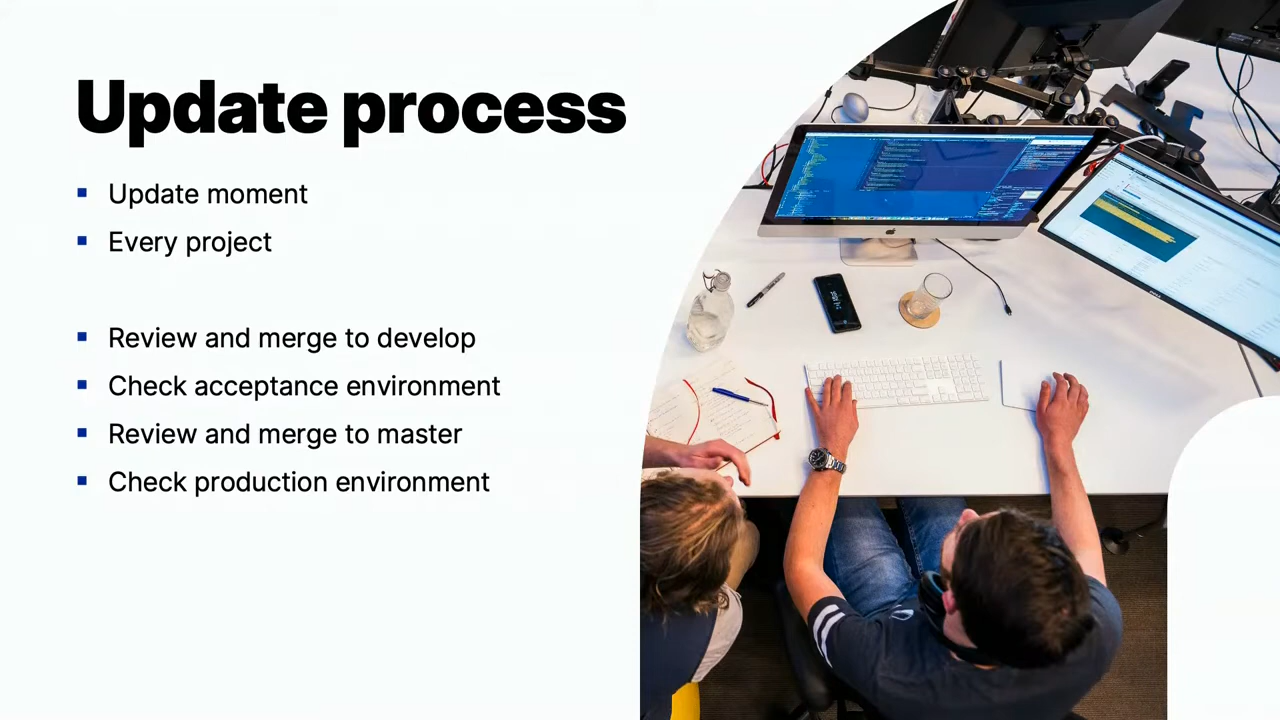 Update process
Update moment
Every project
Review and merge to develop
Check acceptance environment
Review and merge to master
Check production environment